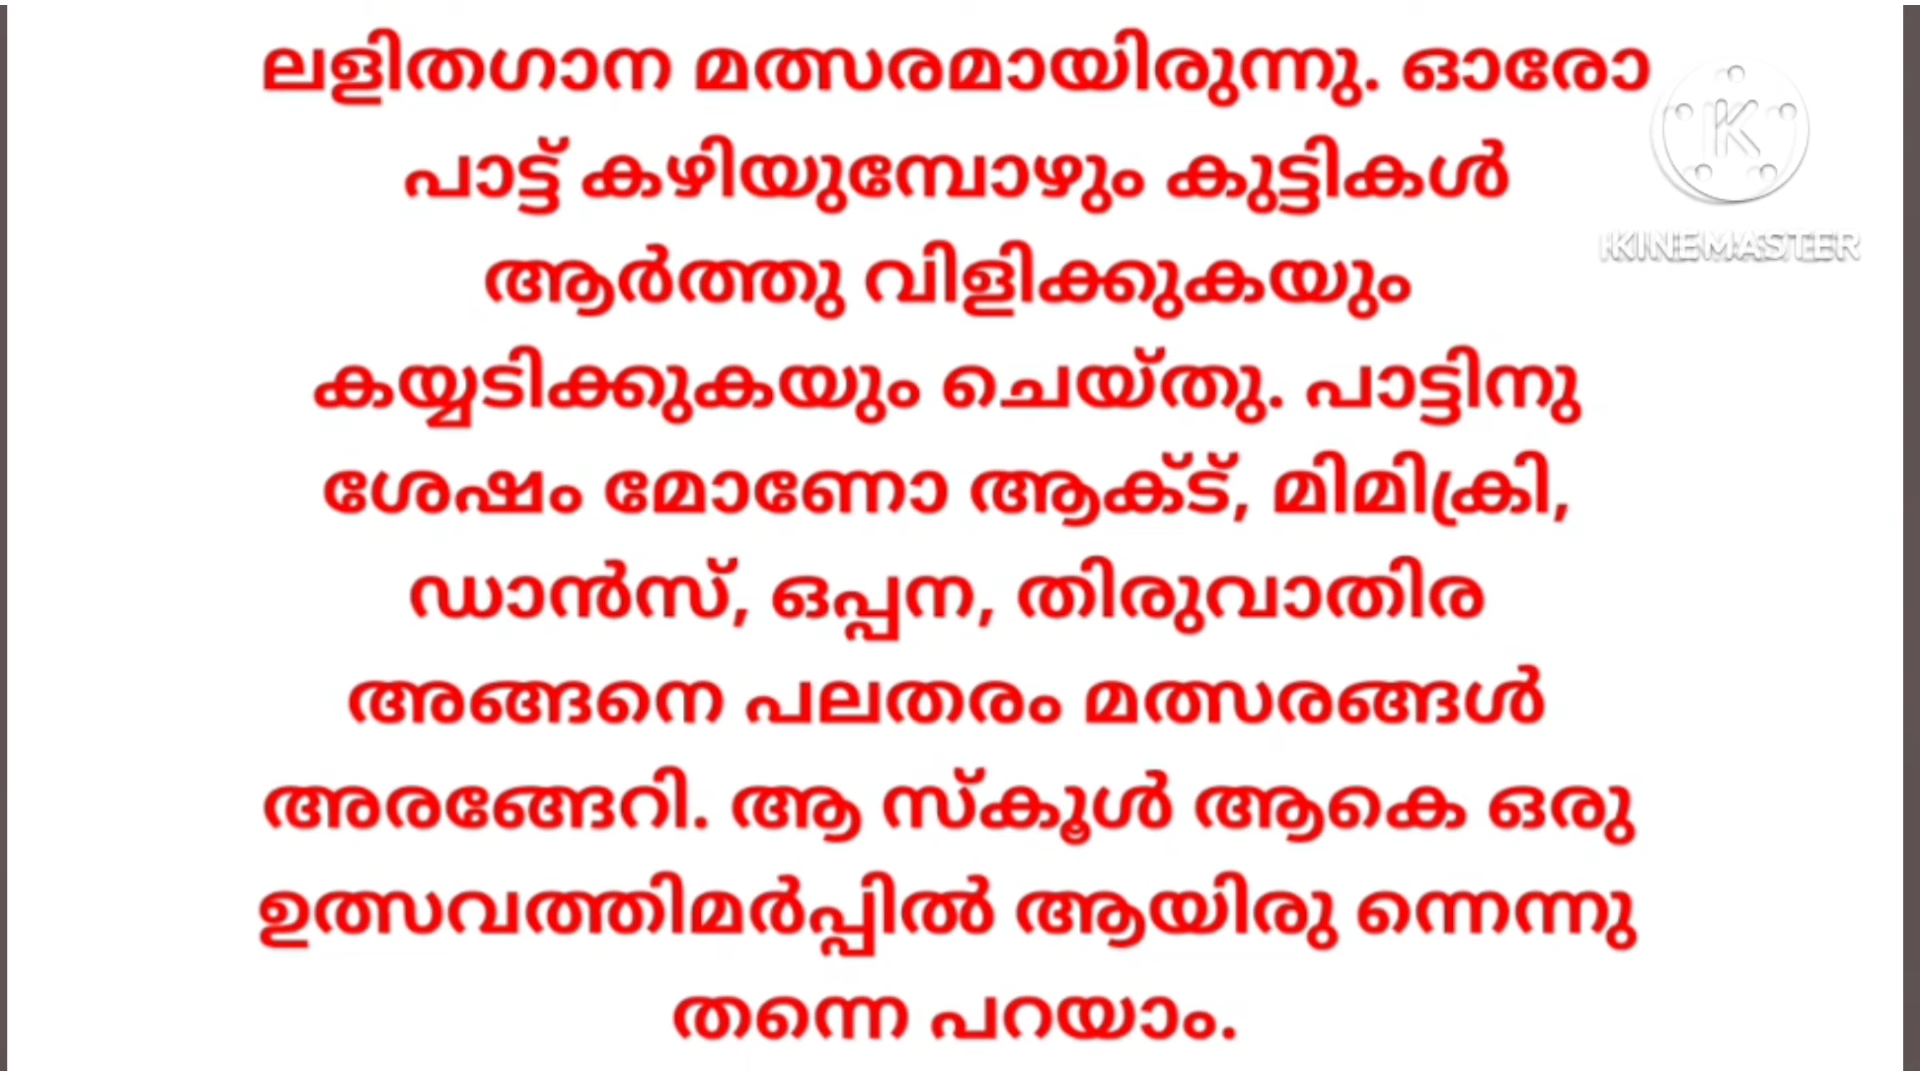 ലളിതഗാന മത്സരമായിരുന്നു. ഓരോ
പാട്ട് കഴിയുമ്പോഴും കുട്ടികൾ
ആർത്തു വിളിക്കുകയും
കയ്യടിക്കുകയും ചെയ്തു. പാട്ടിനു
ശേഷം മോണോ ആക്ട്, മിമിക്രി,
ഡാൻസ്, ഒപ്പന, തിരുവാതിര
അങ്ങനെ പലതരം മത്സരങ്ങൾ
അരങ്ങേറി. ആ സ്കൂൾ ആകെ ഒരു
ഉത്സവത്തിമർപ്പിൽ ആയിരു ന്നെന്നു
തന്നെ പറയാം.
KINEMASTER